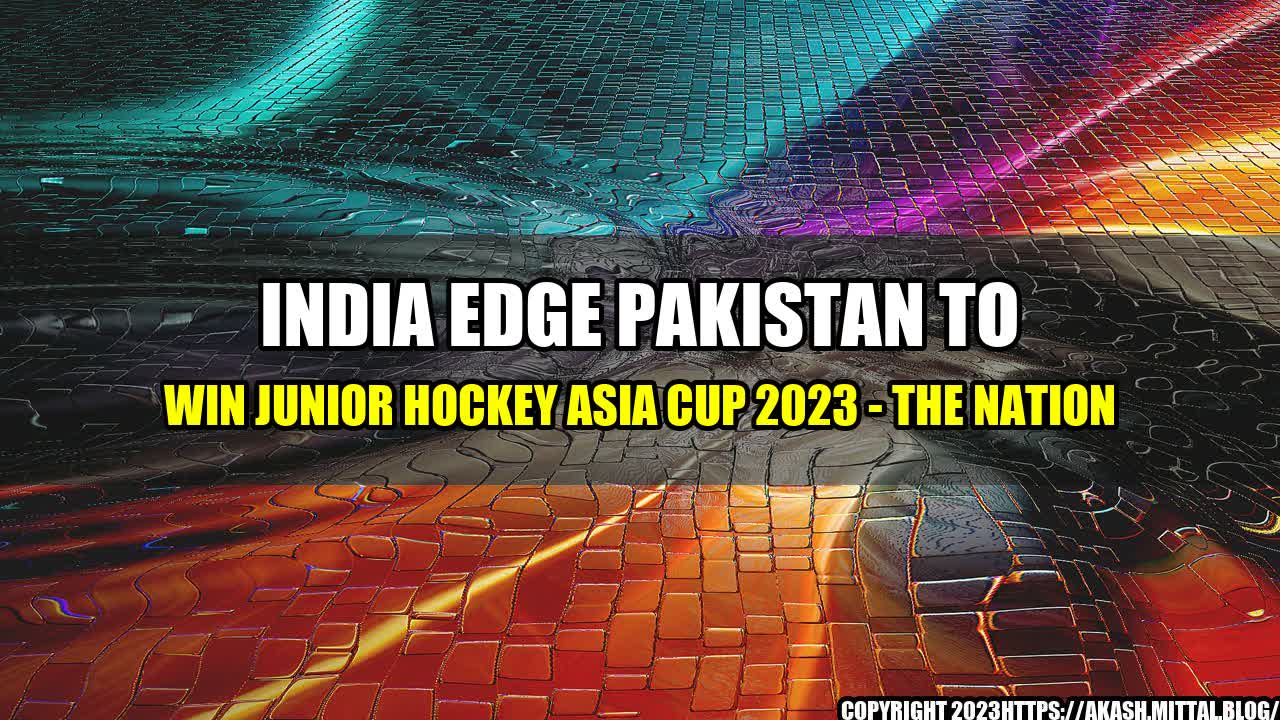 INDIA EDGE PAKISTAN TO
WIN JUNIOR HOCKEY ASIA CUP 2023 - THE NATION
COPYRIGHT 2023HTTPS://AKASH.MITTAL.BLOG/